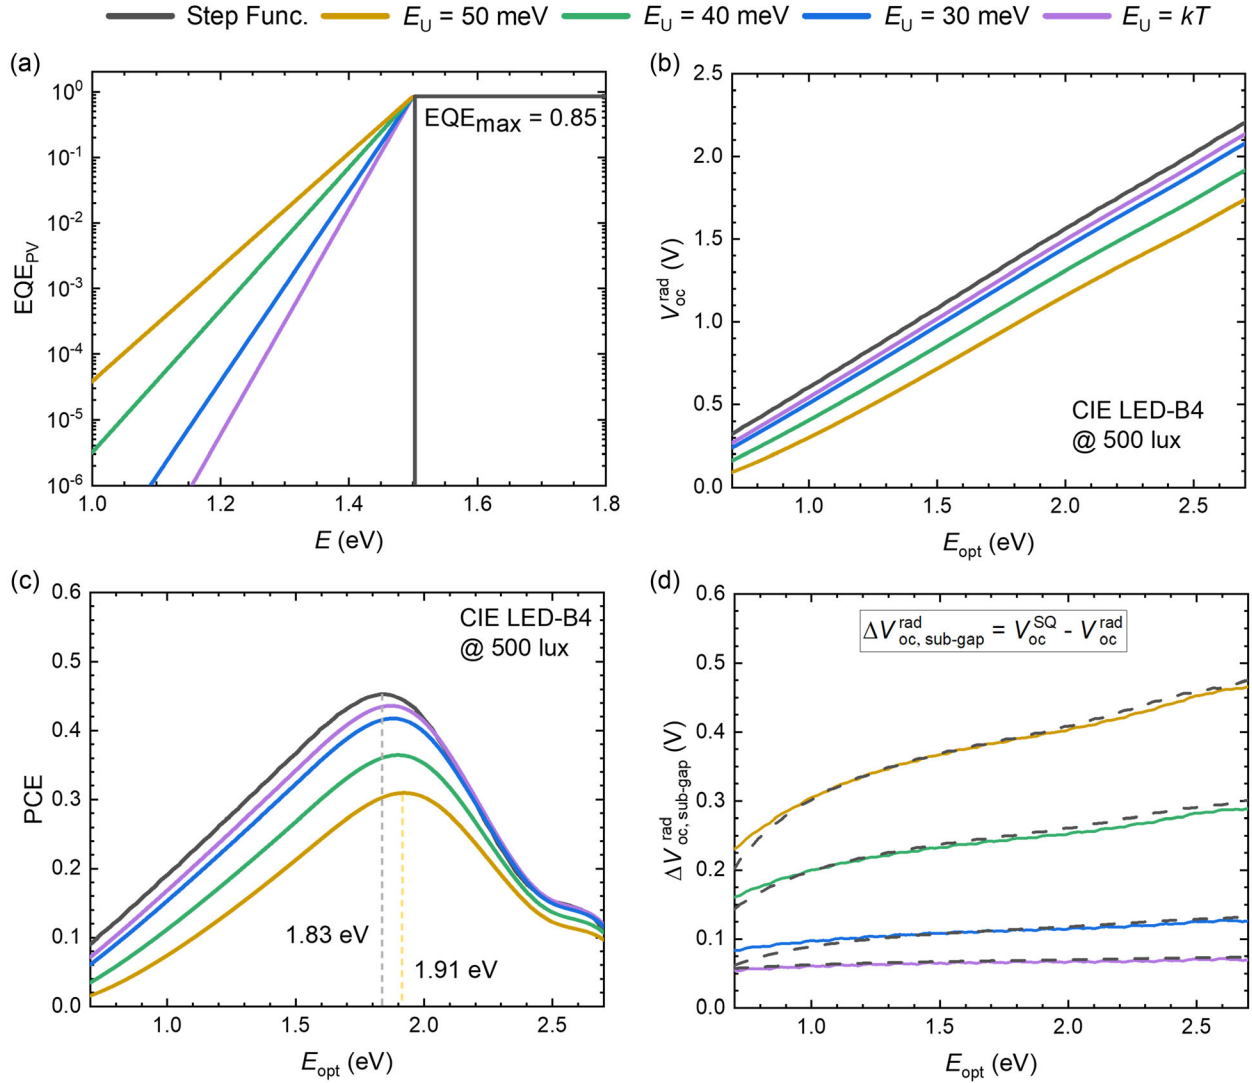 Step Func. E_U = 50 meV E_U = 40 meV E_U = 30 meV E_U = kT
(a)
10^0
10^-1
10^-2
10^-3
10^-4
10^-5
10^-6
EQE_PV
EQE_max = 0.85
1.0 1.2 1.4 1.6 1.8
E (eV)
(b)
2.5
2.0
1.5
1.0
0.5
0.0
V_oc^rad (V)
CIE LED-B4
@ 500 lux
1.0 1.5 2.0 2.5
E_opt (eV)
(c)
0.6
0.5
0.4
0.3
0.2
0.1
0.0
PCE
CIE LED-B4
@ 500 lux
1.83 eV
1.91 eV
1.0 1.5 2.0 2.5
E_opt (eV)
(d)
0.6
0.5
0.4
0.3
0.2
0.1
0.0
ΔV_oc, sub-gap^rad (V)
ΔV_oc, sub-gap^rad = V_oc^SQ - V_oc^rad
1.0 1.5 2.0 2.5
E_opt (eV)